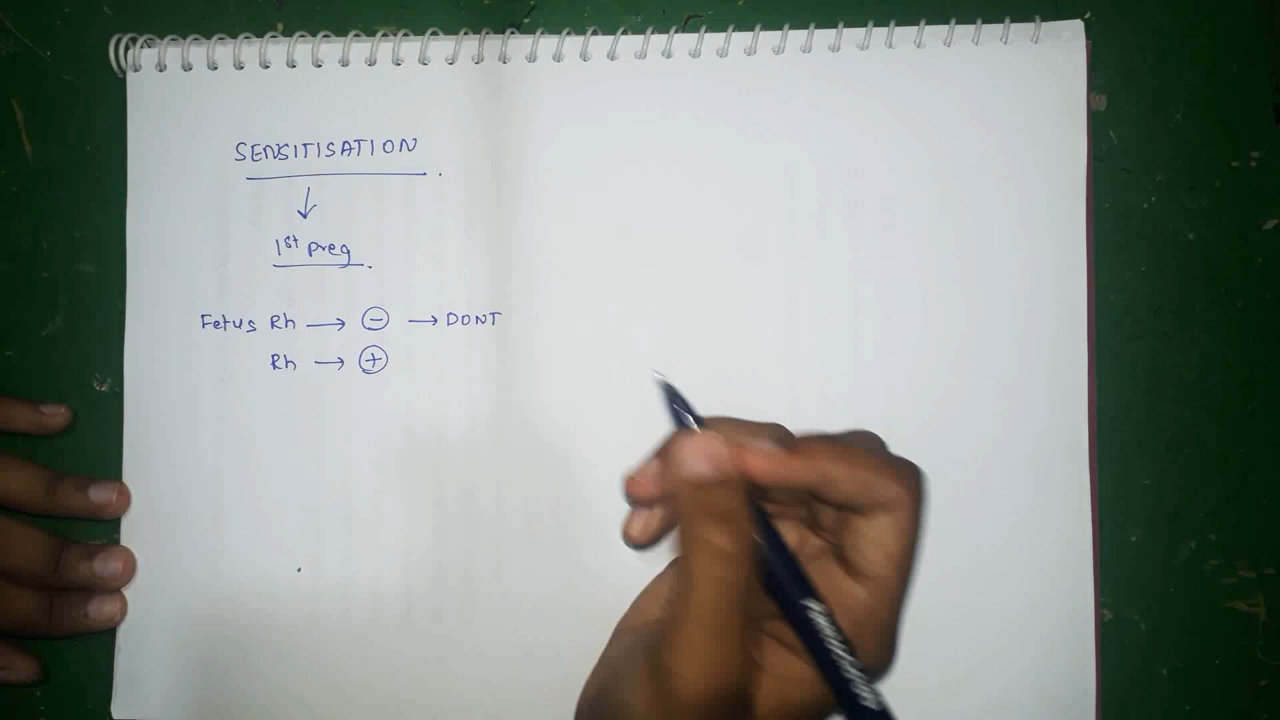 SENSITISATION
↓
1st preg.
Fetus Rh → ⊖ → DONT
Rh → ⊕